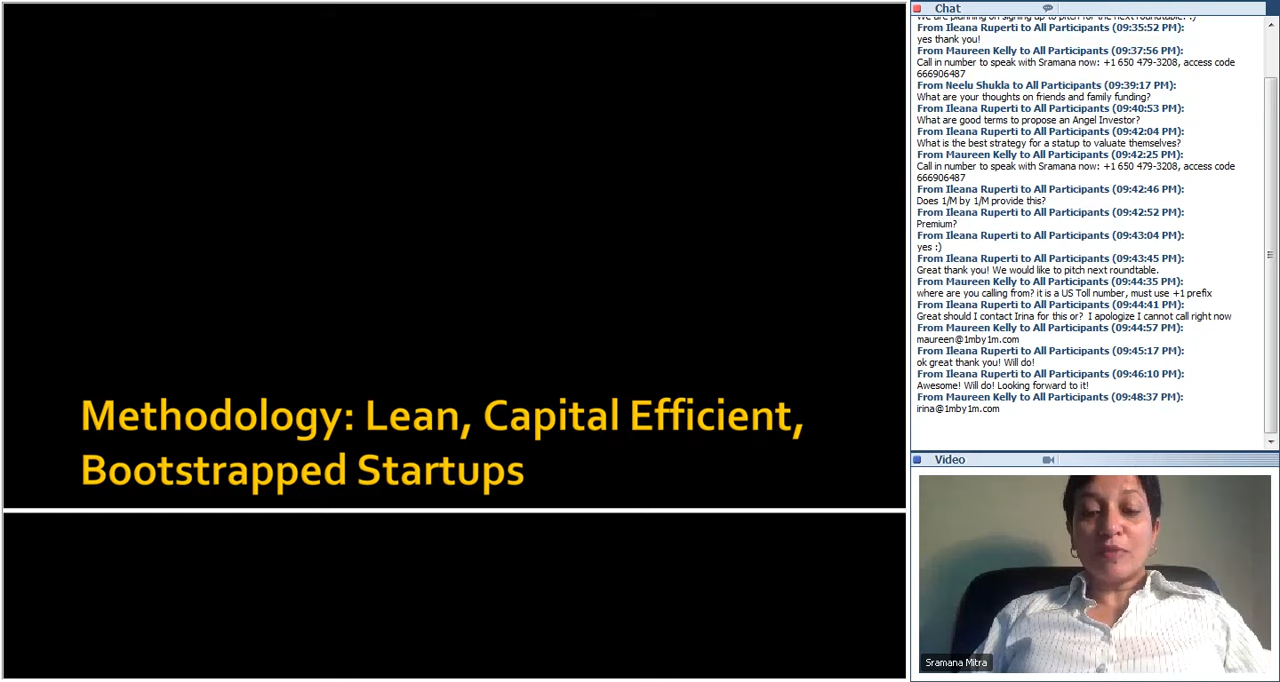 Methodology: Lean, Capital Efficient,
Bootstrapped Startups
Chat
We are planning on signing up to pitch for the next roundtable! :)
From Ileana Ruperti to All Participants (09:35:52 PM):
yes thank you!
From Maureen Kelly to All Participants (09:37:56 PM):
Call in number to speak with Sramana now: +1 650 479-3208, access code
666906487
From Neelu Shukla to All Participants (09:39:17 PM):
What are your thoughts on friends and family funding?
From Ileana Ruperti to All Participants (09:40:53 PM):
What are good terms to propose an Angel Investor?
From Ileana Ruperti to All Participants (09:42:04 PM):
What is the best strategy for a statup to valuate themselves?
From Maureen Kelly to All Participants (09:42:25 PM):
Call in number to speak with Sramana now: +1 650 479-3208, access code
666906487
From Ileana Ruperti to All Participants (09:42:46 PM):
Does 1/M by 1/M provide this?
From Ileana Ruperti to All Participants (09:42:52 PM):
Premium?
From Ileana Ruperti to All Participants (09:43:04 PM):
yes :)
From Ileana Ruperti to All Participants (09:43:45 PM):
Great thank you! We would like to pitch next roundtable.
From Maureen Kelly to All Participants (09:44:35 PM):
where are you calling from? it is a US Toll number, must use +1 prefix
From Ileana Ruperti to All Participants (09:44:41 PM):
Great should I contact Irina for this or? I apologize I cannot call right now
From Maureen Kelly to All Participants (09:44:57 PM):
maureen@1mby1m.com
From Ileana Ruperti to All Participants (09:45:17 PM):
ok great thank you! Will do!
From Ileana Ruperti to All Participants (09:46:10 PM):
Awesome! Will do! Looking forward to it!
From Maureen Kelly to All Participants (09:48:37 PM):
irina@1mby1m.com
Video
Sramana Mitra